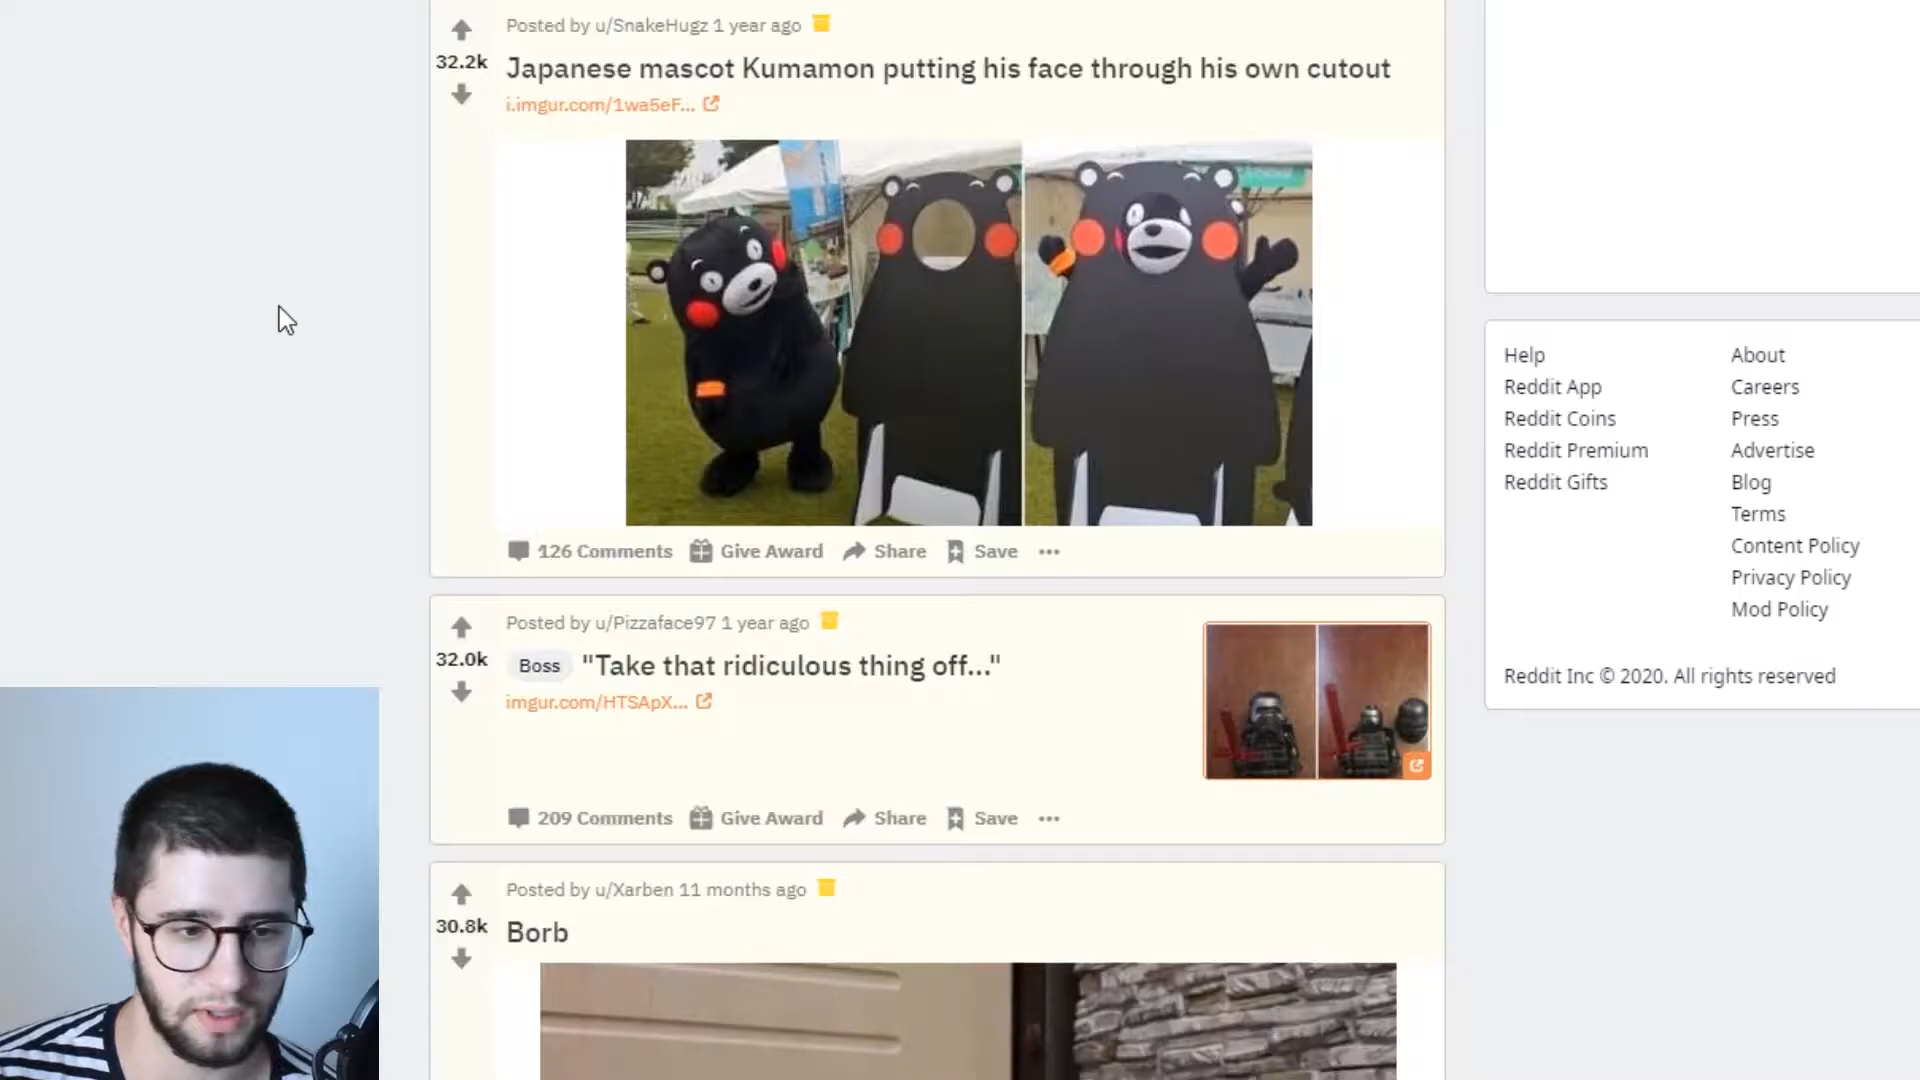 Posted by u/SnakeHugz 1 year ago
32.2k
Japanese mascot Kumamon putting his face through his own cutout
i.imgur.com/1wa5eF...
126 Comments Give Award Share Save
Posted by u/Pizzaface97 1 year ago
32.0k
Boss "Take that ridiculous thing off..."
imgur.com/HTSApX...
209 Comments Give Award Share Save
Posted by u/Xarben 11 months ago
30.8k
Borb
Help About
Reddit App Careers
Reddit Coins Press
Reddit Premium Advertise
Reddit Gifts Blog
Terms
Content Policy
Privacy Policy
Mod Policy
Reddit Inc © 2020. All rights reserved